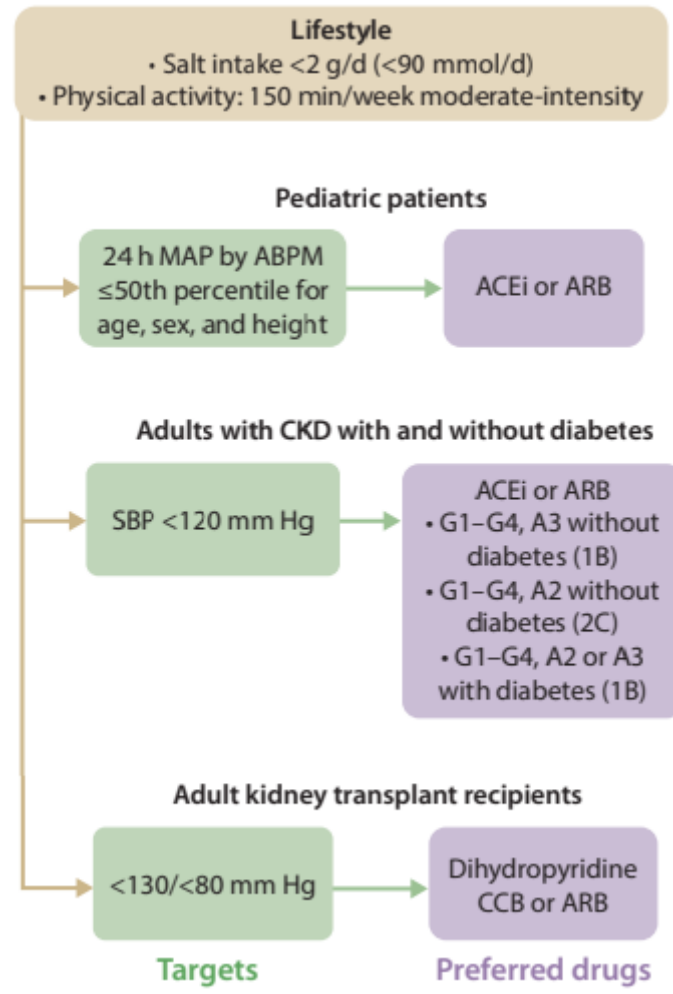 Lifestyle
• Salt intake <2 g/d (<90 mmol/d)
• Physical activity: 150 min/week moderate-intensity
Pediatric patients
24 h MAP by ABPM
≤50th percentile for
age, sex, and height
ACEi or ARB
Adults with CKD with and without diabetes
SBP <120 mm Hg
ACEi or ARB
• G1–G4, A3 without
diabetes (1B)
• G1–G4, A2 without
diabetes (2C)
• G1–G4, A2 or A3
with diabetes (1B)
Adult kidney transplant recipients
<130/<80 mm Hg
Dihydropyridine
CCB or ARB
Targets
Preferred drugs